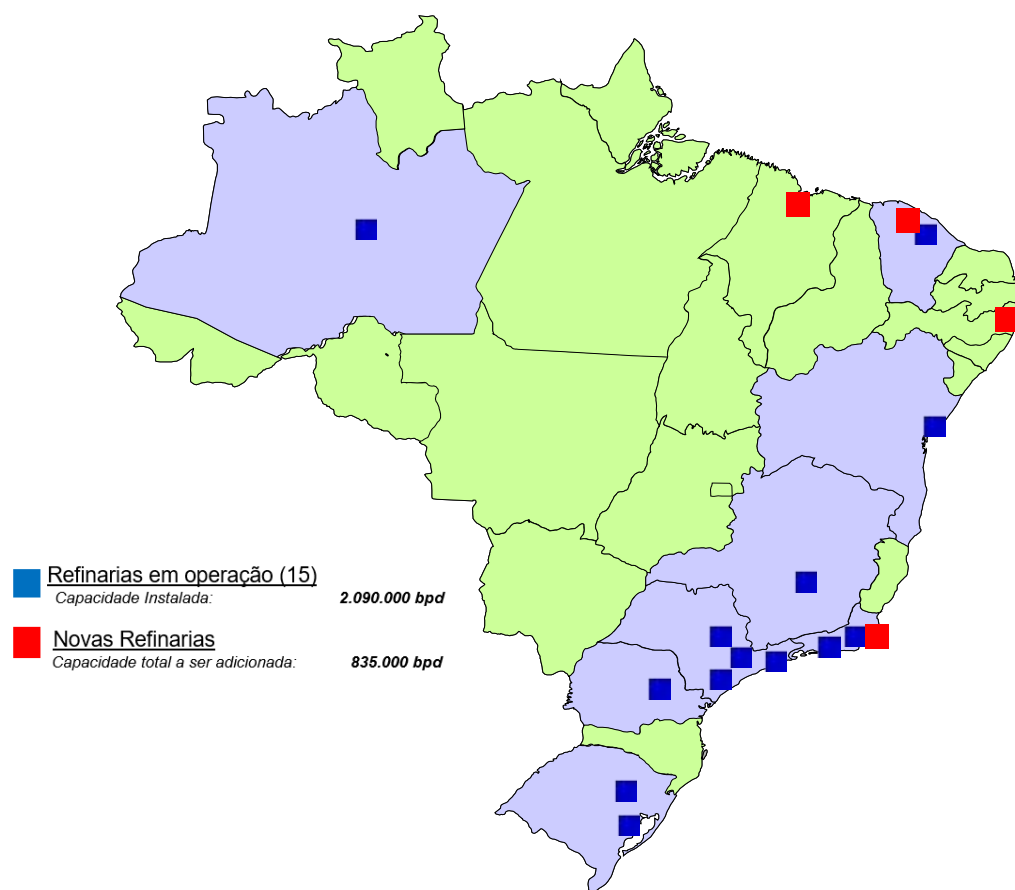 Refinarias em operação (15)
Capacidade Instalada: 2.090.000 bpd
Novas Refinarias
Capacidade total a ser adicionada: 835.000 bpd